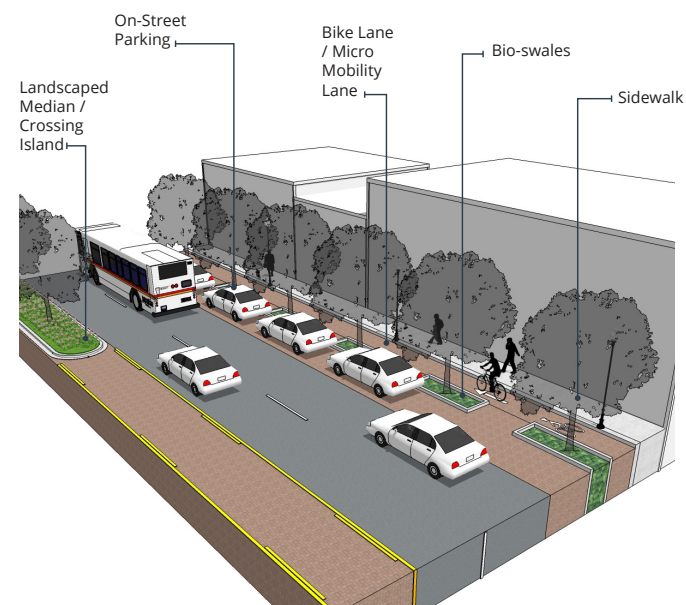 On-Street
Parking
Bike Lane
/ Micro
Mobility
Lane
Bio-swales
Landscaped
Median /
Crossing
Island
Sidewalk